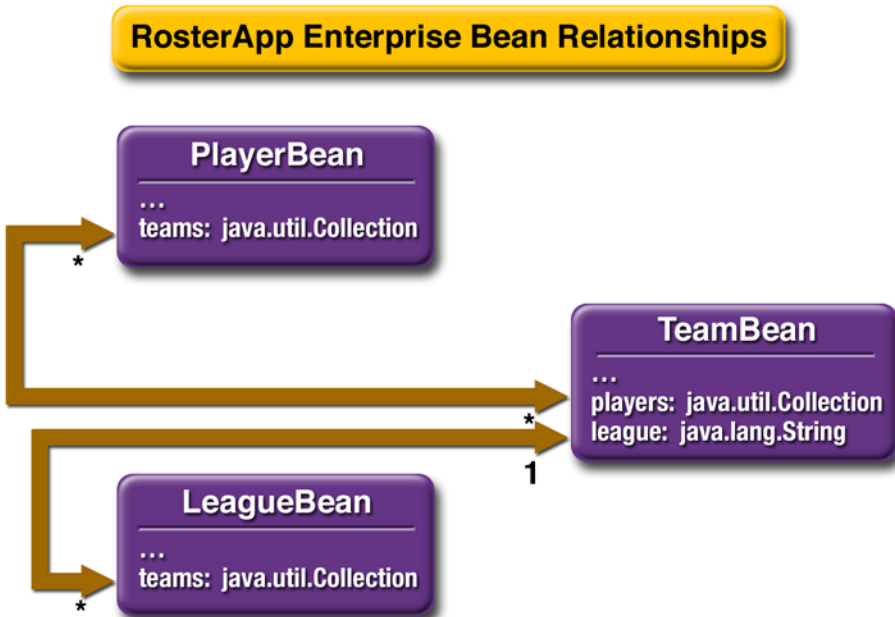 RosterApp Enterprise Bean Relationships
PlayerBean
...
teams: java.util.Collection
*
TeamBean
...
players: java.util.Collection
league: java.lang.String
*
1
LeagueBean
...
teams: java.util.Collection
*